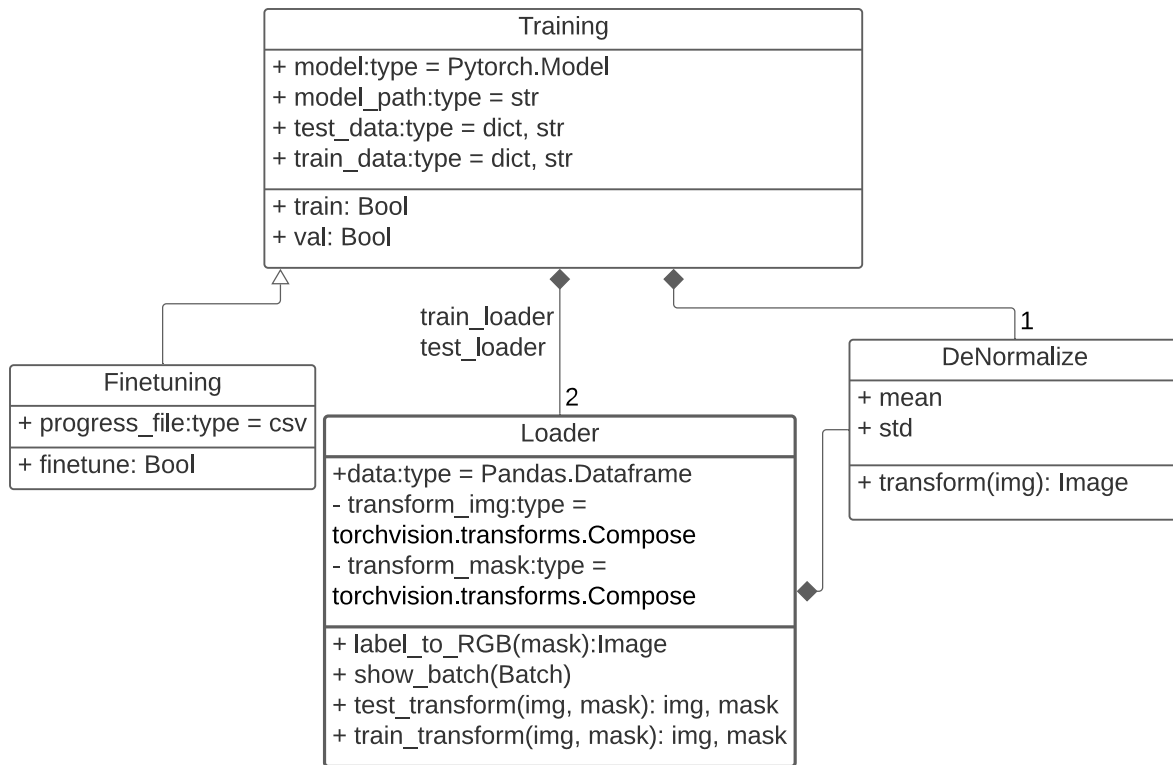 Training
+ model:type = Pytorch.Model
+ model_path:type = str
+ test_data:type = dict, str
+ train_data:type = dict, str
+ train: Bool
+ val: Bool
train_loader
test_loader
1
2
Finetuning
+ progress_file:type = csv
+ finetune: Bool
Loader
+data:type = Pandas.Dataframe
- transform_img:type =
torchvision.transforms.Compose
- transform_mask:type =
torchvision.transforms.Compose
+ label_to_RGB(mask):Image
+ show_batch(Batch)
+ test_transform(img, mask): img, mask
+ train_transform(img, mask): img, mask
DeNormalize
+ mean
+ std
+ transform(img): Image